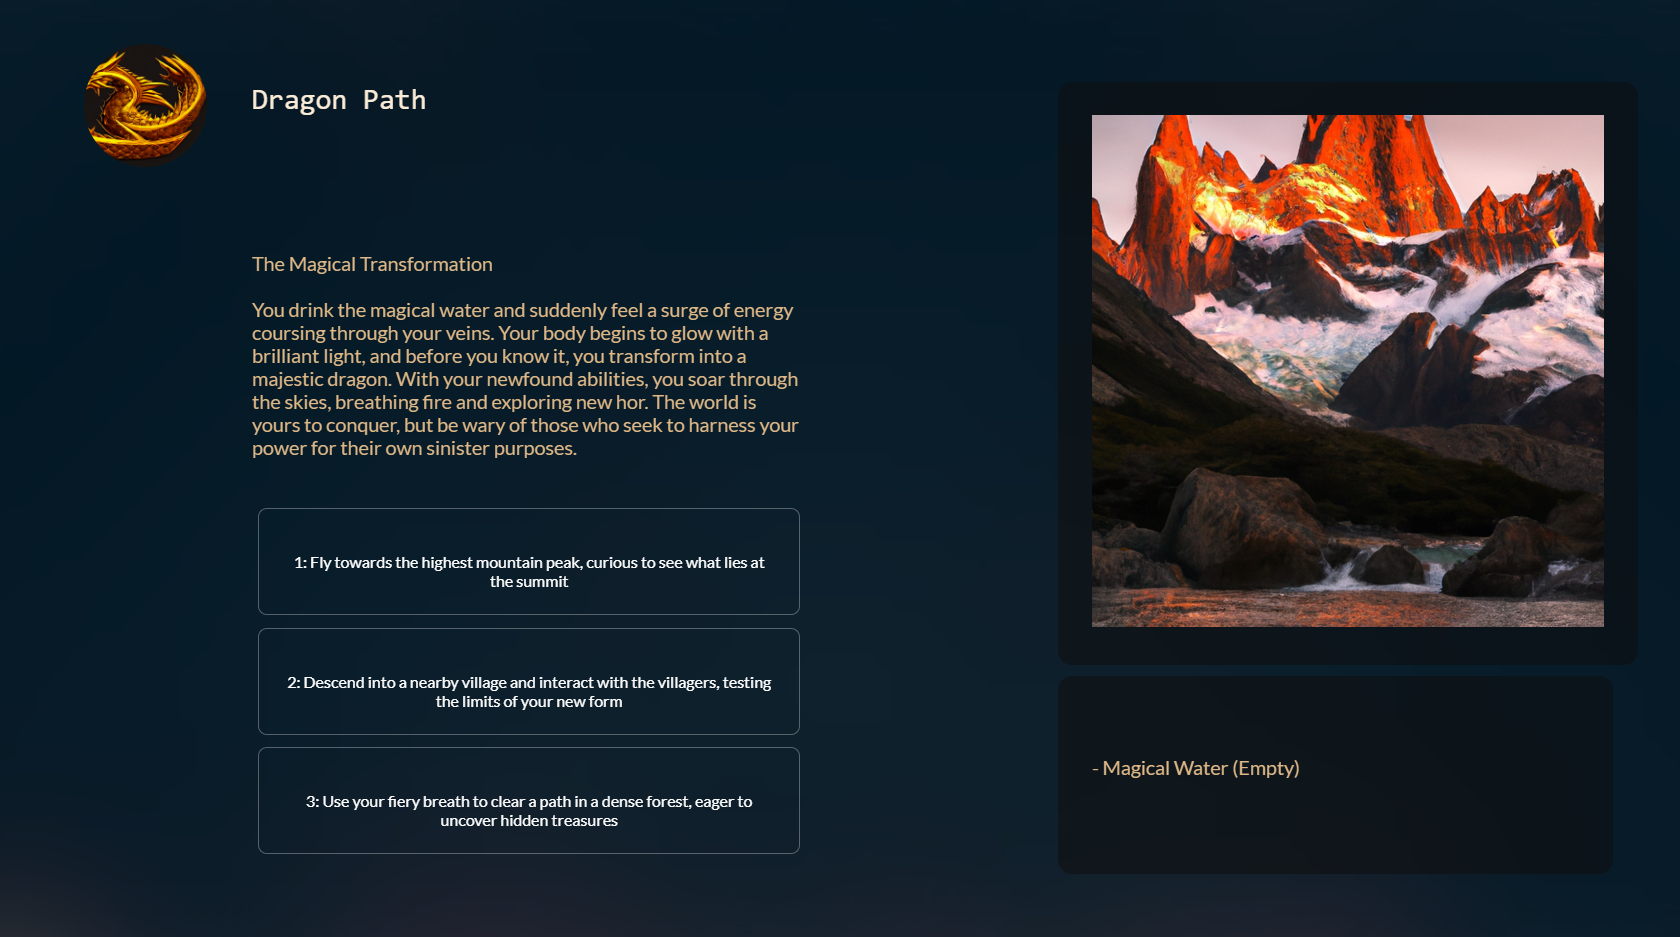 Dragon Path
The Magical Transformation
You drink the magical water and suddenly feel a surge of energy
coursing through your veins. Your body begins to glow with a
brilliant light, and before you know it, you transform into a
majestic dragon. With your newfound abilities, you soar through
the skies, breathing fire and exploring new hor. The world is
yours to conquer, but be wary of those who seek to harness your
power for their own sinister purposes.
1: Fly towards the highest mountain peak, curious to see what lies at
the summit
2: Descend into a nearby village and interact with the villagers, testing
the limits of your new form
3: Use your fiery breath to clear a path in a dense forest, eager to
uncover hidden treasures
- Magical Water (Empty)